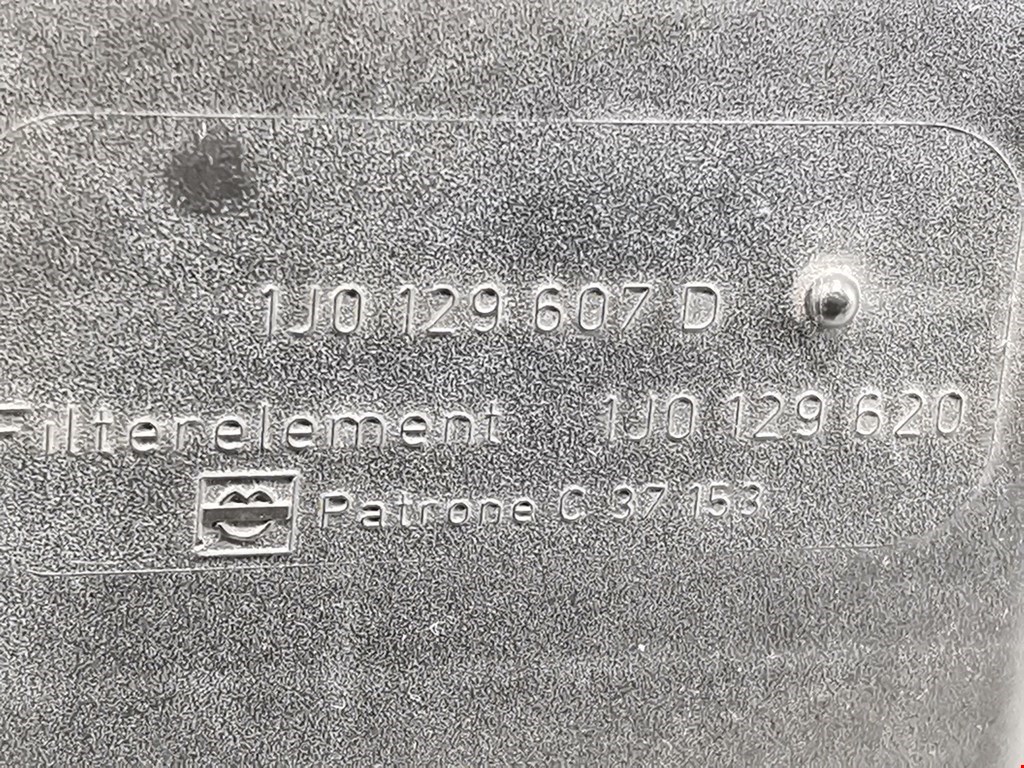 1J0 129 607 D
Filterelement 1J0 129 620
Patrone C 37 153